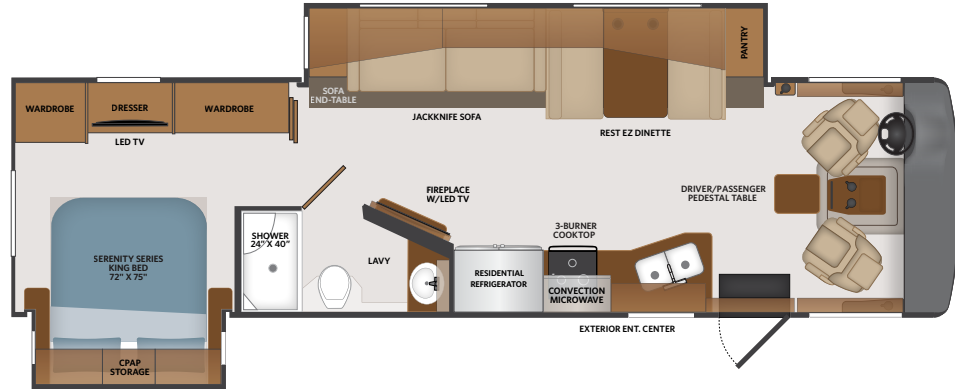 WARDROBE
DRESSER
WARDROBE
LED TV
SOFA
END-TABLE
JACKKNIFE SOFA
REST EZ DINETTE
PANTRY
DRIVER/PASSENGER
PEDESTAL TABLE
FIREPLACE
W/LED TV
3-BURNER
COOKTOP
SHOWER
24" X 40"
LAVY
SERENITY SERIES
KING BED
72" X 75"
RESIDENTIAL
REFRIGERATOR
CONVECTION
MICROWAVE
EXTERIOR ENT. CENTER
CPAP
STORAGE